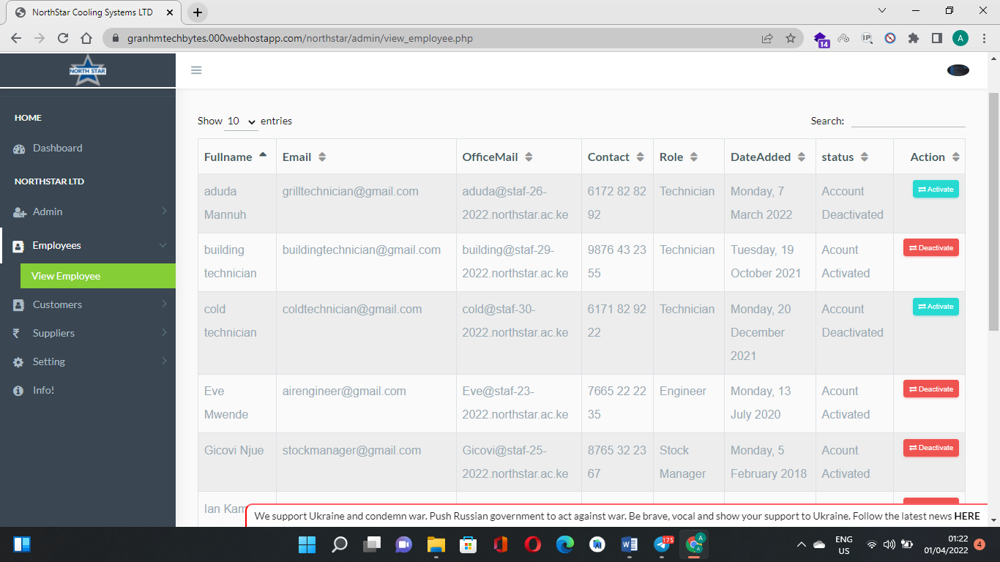 NorthStar Cooling Systems LTD
granhmtechbytes.000webhostapp.com/northstar/admin/view_employee.php
IP
14
A
NORTH STAR
HOME
Dashboard
NORTHSTAR LTD
Admin
Employees
View Employee
Customers
Suppliers
Setting
Info!
Show 10 entries
Search:
Fullname Email OfficeMail Contact Role DateAdded status Action
aduda grilltechnician@gmail.com aduda@staf-26- 6172 82 82 Technician Monday, 7 Account Activate
Mannuh 2022.northstar.ac.ke 92 March 2022 Deactivated
building buildingtechnician@gmail.com building@staf-29- 9876 43 23 Technician Tuesday, 19 Acount Deactivate
technician 2022.northstar.ac.ke 55 October 2021 Activated
cold coldtechnician@gmail.com cold@staf-30- 6171 82 92 Technician Monday, 20 Account Activate
technician 2022.northstar.ac.ke 22 December Deactivated
2021
Eve airengineer@gmail.com Eve@staf-23- 7665 22 22 Engineer Monday, 13 Acount Deactivate
Mwende 2022.northstar.ac.ke 35 July 2020 Activated
Gicovi Njue stockmanager@gmail.com Gicovi@staf-25- 8765 32 23 Stock Monday, 5 Acount Deactivate
2022.northstar.ac.ke 67 Manager February 2018 Activated
Ian Kam
We support Ukraine and condemn war. Push Russian government to act against war. Be brave, vocal and show your support to Ukraine. Follow the latest news HERE
175
A
ENG
US
01:22
01/04/2022
4